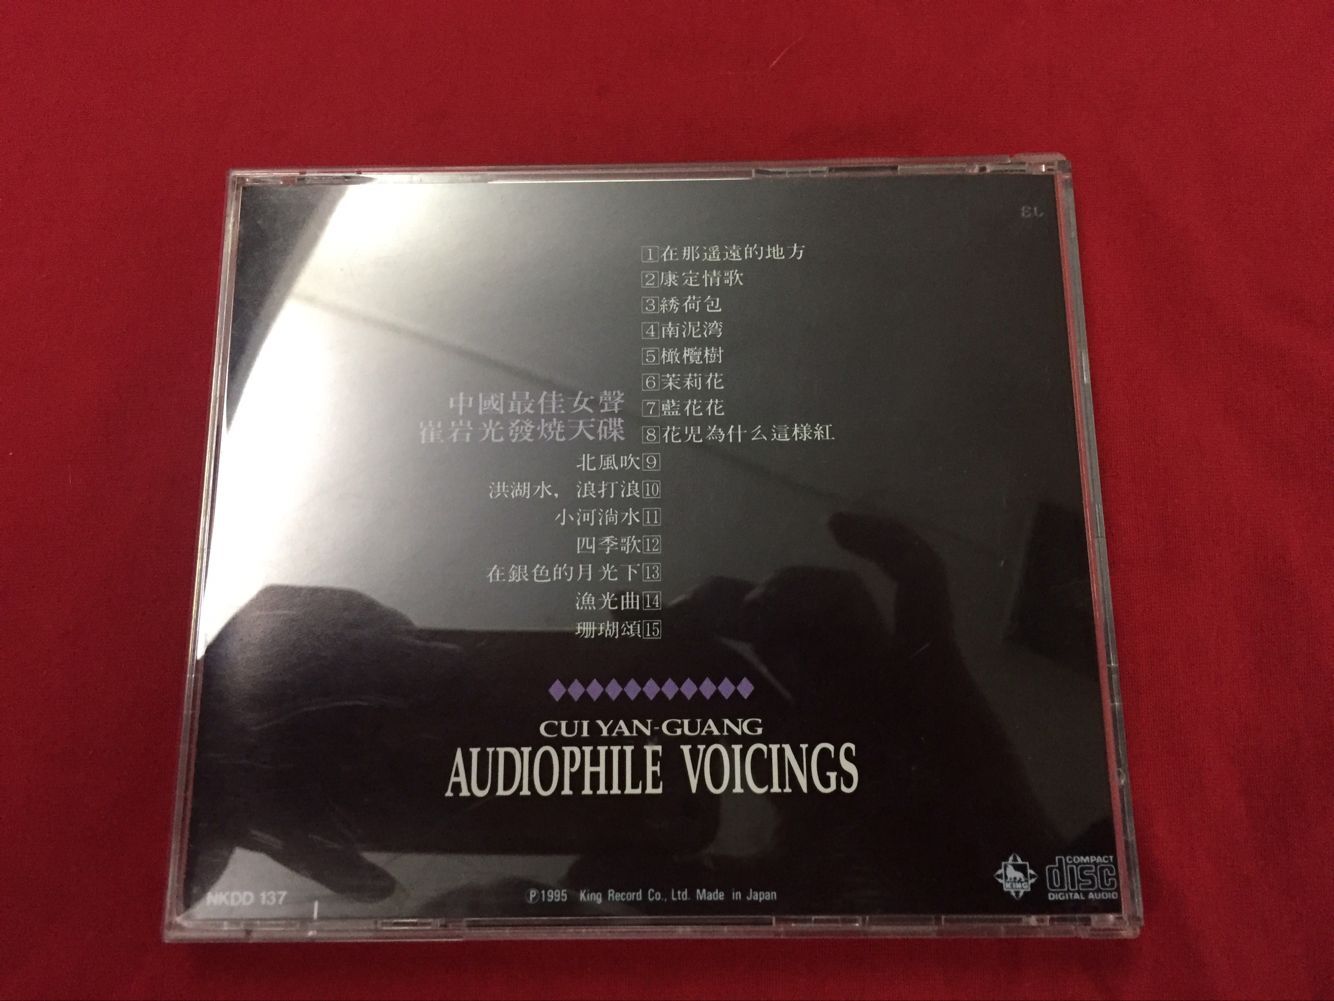 1在那遥遠的地方
2康定情歌
3綉荷包
4南泥湾
5橄欖樹
6茉莉花
7藍花花
8花児為什么這様紅
中國最佳女聲
崔岩光發燒天碟
北風吹9
洪湖水，浪打浪10
小河淌水11
四季歌12
在銀色的月光下13
漁光曲14
珊瑚頌15
CUI YAN-GUANG
AUDIOPHILE VOICINGS
NKDD 137
Ⓟ1995 King Record Co., Ltd. Made in Japan
KING
COMPACT
disc
DIGITAL AUDIO